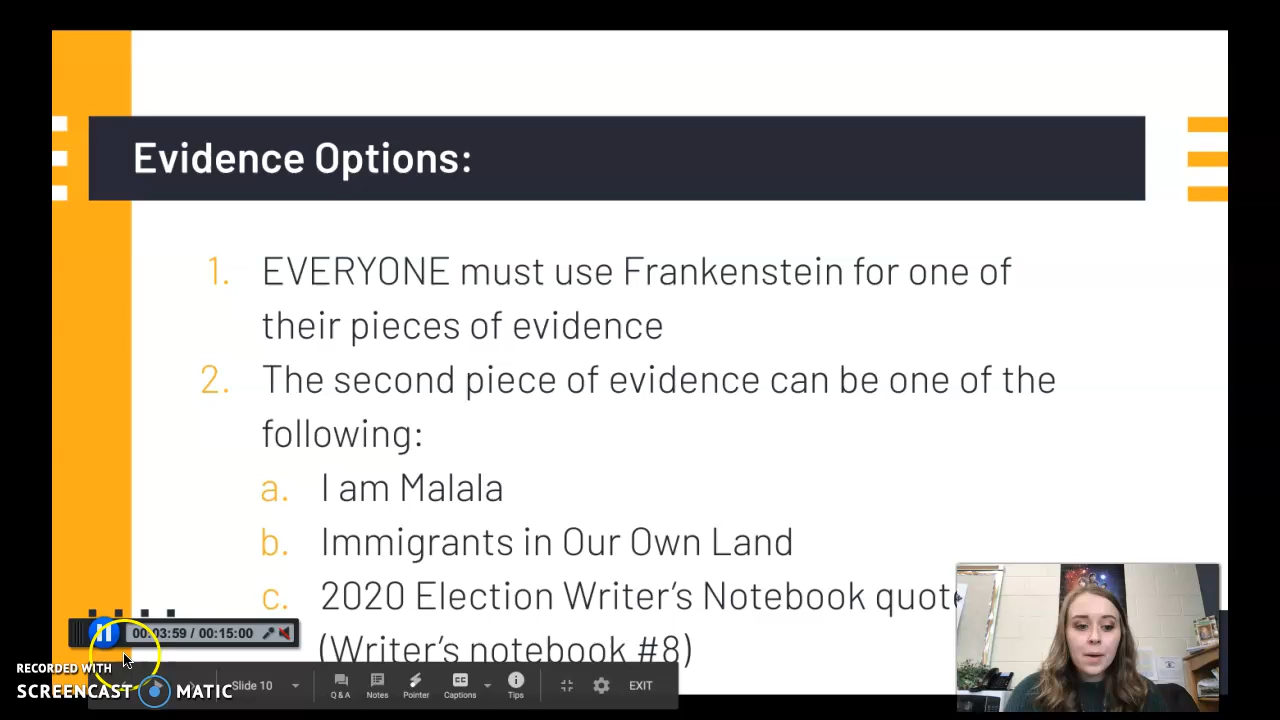 Evidence Options:
1. EVERYONE must use Frankenstein for one of
their pieces of evidence
2. The second piece of evidence can be one of the
following:
a. I am Malala
b. Immigrants in Our Own Land
c. 2020 Election Writer's Notebook
(Writer's notebook #8)
00:03:59 / 00:15:00
RECORDED WITH
SCREENCAST MATIC
Slide 10
Q&A Notes Pointer Captions Tips EXIT